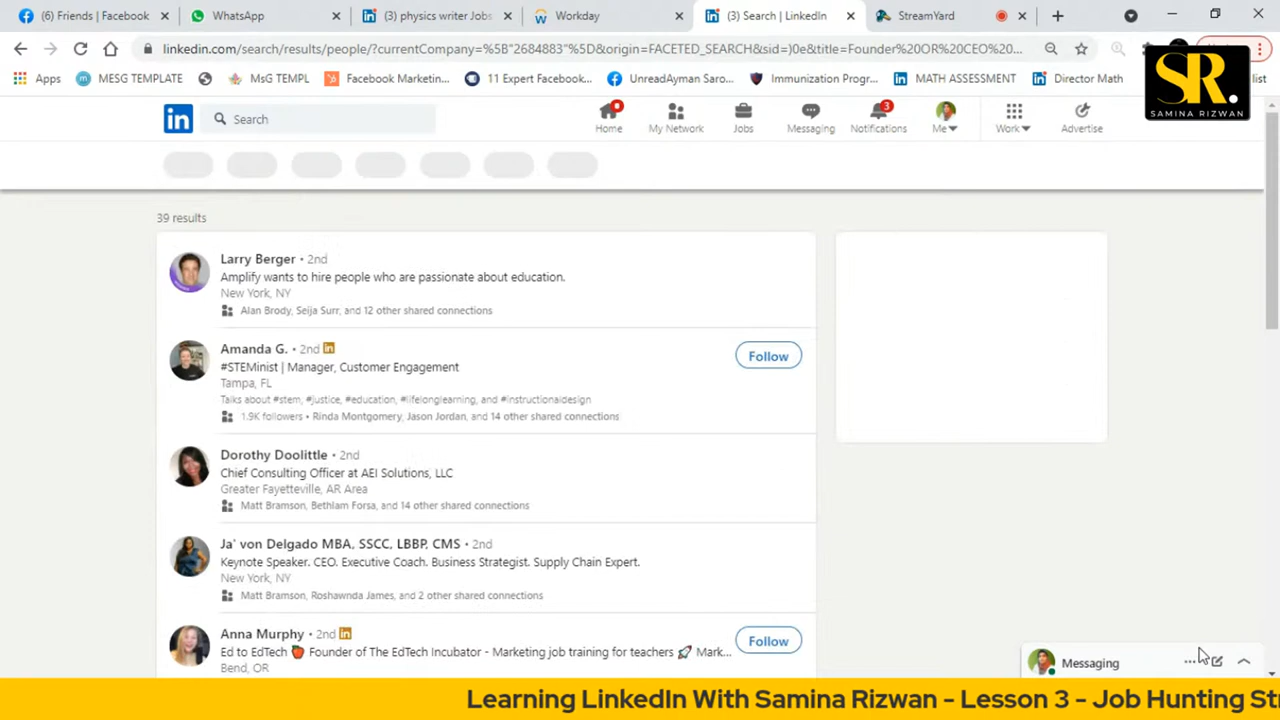 (6) Friends | Facebook
WhatsApp
(3) physics writer Jobs
Workday
(3) Search | LinkedIn
StreamYard
linkedin.com/search/results/people/?currentCompany=%5B"2684883"%5D&origin=FACETED_SEARCH&sid=)0e&title=Founder%20OR%20CEO%20...
Apps
MESG TEMPLATE
MsG TEMPL
Facebook Marketin...
11 Expert Facebook...
UnreadAyman Saro...
Immunization Progr...
MATH ASSESSMENT
Director Math
list
SR.
SAMINA RIZWAN
in
Search
Home
My Network
Jobs
Messaging
3
Notifications
Me
Work
Advertise
39 results
Larry Berger • 2nd
Amplify wants to hire people who are passionate about education.
New York, NY
Alan Brody, Seija Surr, and 12 other shared connections
Amanda G. • 2nd in
#STEMinist | Manager, Customer Engagement
Tampa, FL
Talks about #stem, #justice, #education, #lifelonglearning, and #instructionaldesign
1.9K followers • Rinda Montgomery, Jason Jordan, and 14 other shared connections
Follow
Dorothy Doolittle • 2nd
Chief Consulting Officer at AEI Solutions, LLC
Greater Fayetteville, AR Area
Matt Bramson, Bethlam Forsa, and 14 other shared connections
Ja' von Delgado MBA, SSCC, LBBP, CMS • 2nd
Keynote Speaker. CEO. Executive Coach. Business Strategist. Supply Chain Expert.
New York, NY
Matt Bramson, Roshawnda James, and 2 other shared connections
Anna Murphy • 2nd in
Ed to EdTech 🍎 Founder of The EdTech Incubator - Marketing job training for teachers 🚀 Mark...
Bend, OR
Follow
Messaging
Learning LinkedIn With Samina Rizwan - Lesson 3 - Job Hunting St